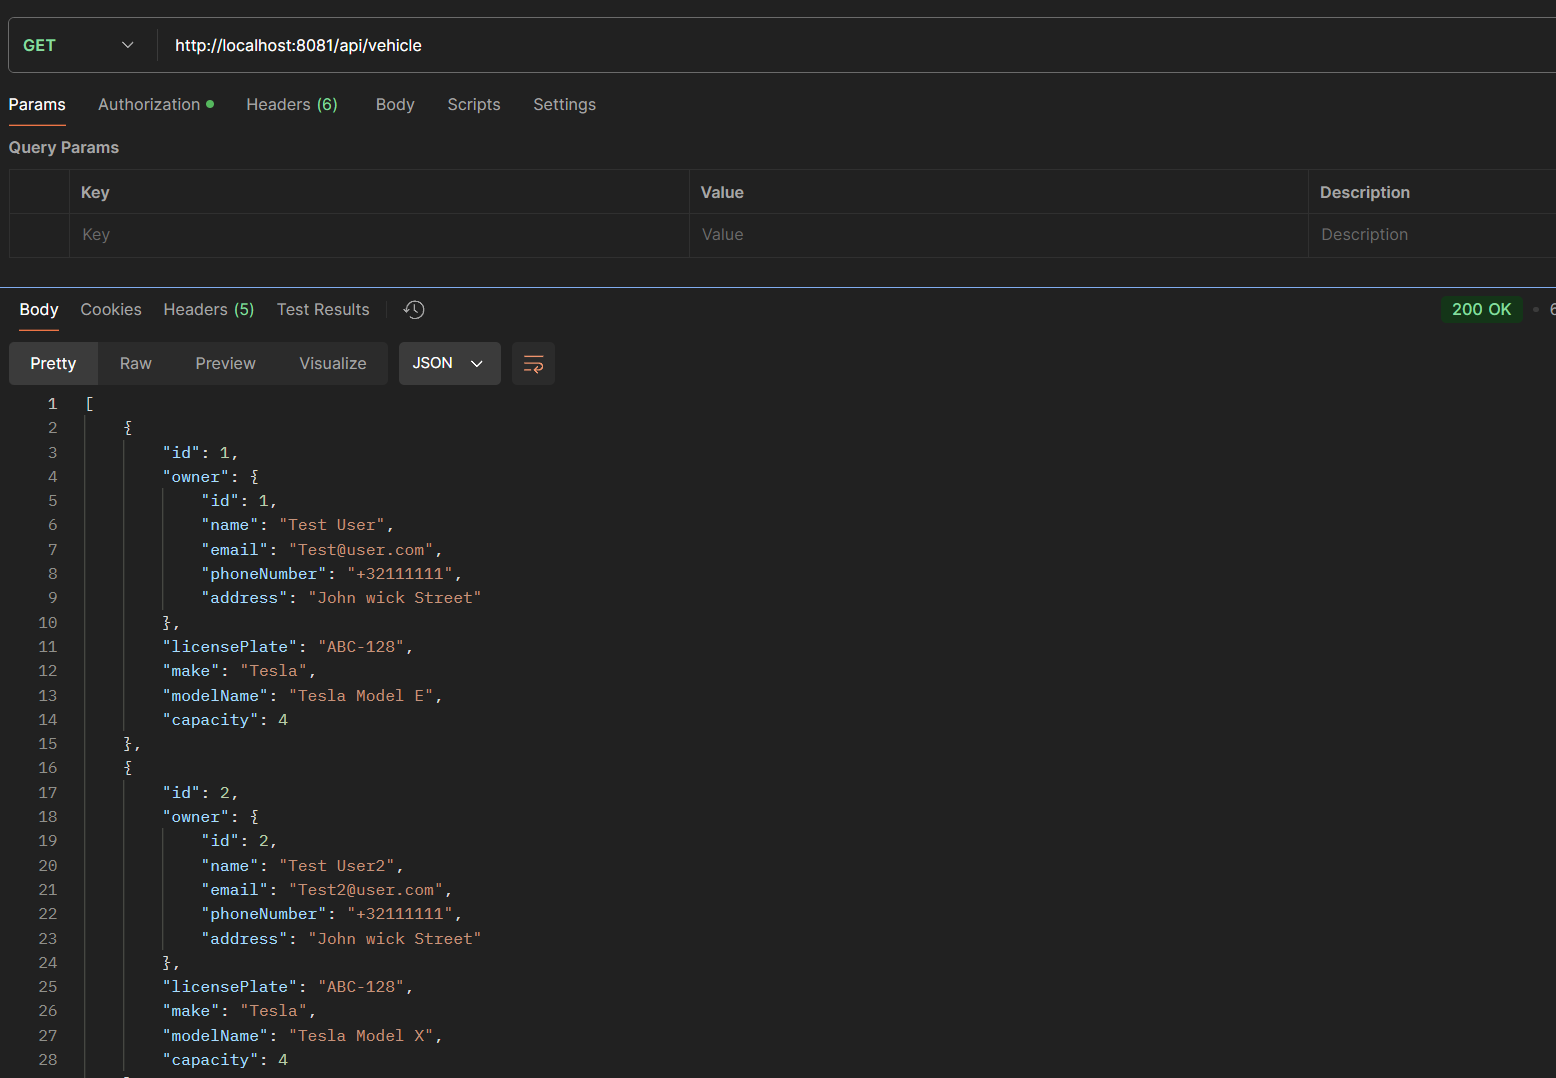 GET http://localhost:8081/api/vehicle
Params Authorization Headers (6) Body Scripts Settings
Query Params
Key Value Description
Key Value Description
Body Cookies Headers (5) Test Results 200 OK
Pretty Raw Preview Visualize JSON
1 [
2 {
3 "id": 1,
4 "owner": {
5 "id": 1,
6 "name": "Test User",
7 "email": "Test@user.com",
8 "phoneNumber": "+32111111",
9 "address": "John wick Street"
10 },
11 "licensePlate": "ABC-128",
12 "make": "Tesla",
13 "modelName": "Tesla Model E",
14 "capacity": 4
15 },
16 {
17 "id": 2,
18 "owner": {
19 "id": 2,
20 "name": "Test User2",
21 "email": "Test2@user.com",
22 "phoneNumber": "+32111111",
23 "address": "John wick Street"
24 },
25 "licensePlate": "ABC-128",
26 "make": "Tesla",
27 "modelName": "Tesla Model X",
28 "capacity": 4